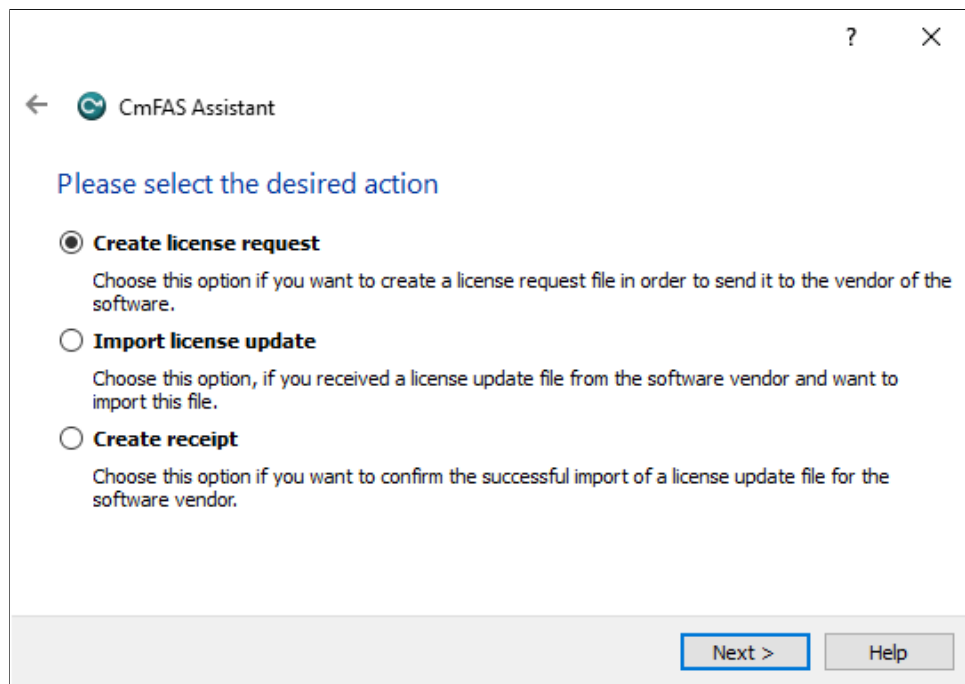 ?
CmFAS Assistant
Please select the desired action
Create license request
Choose this option if you want to create a license request file in order to send it to the vendor of the
software.
Import license update
Choose this option, if you received a license update file from the software vendor and want to
import this file.
Create receipt
Choose this option if you want to confirm the successful import of a license update file for the
software vendor.
Next > Help